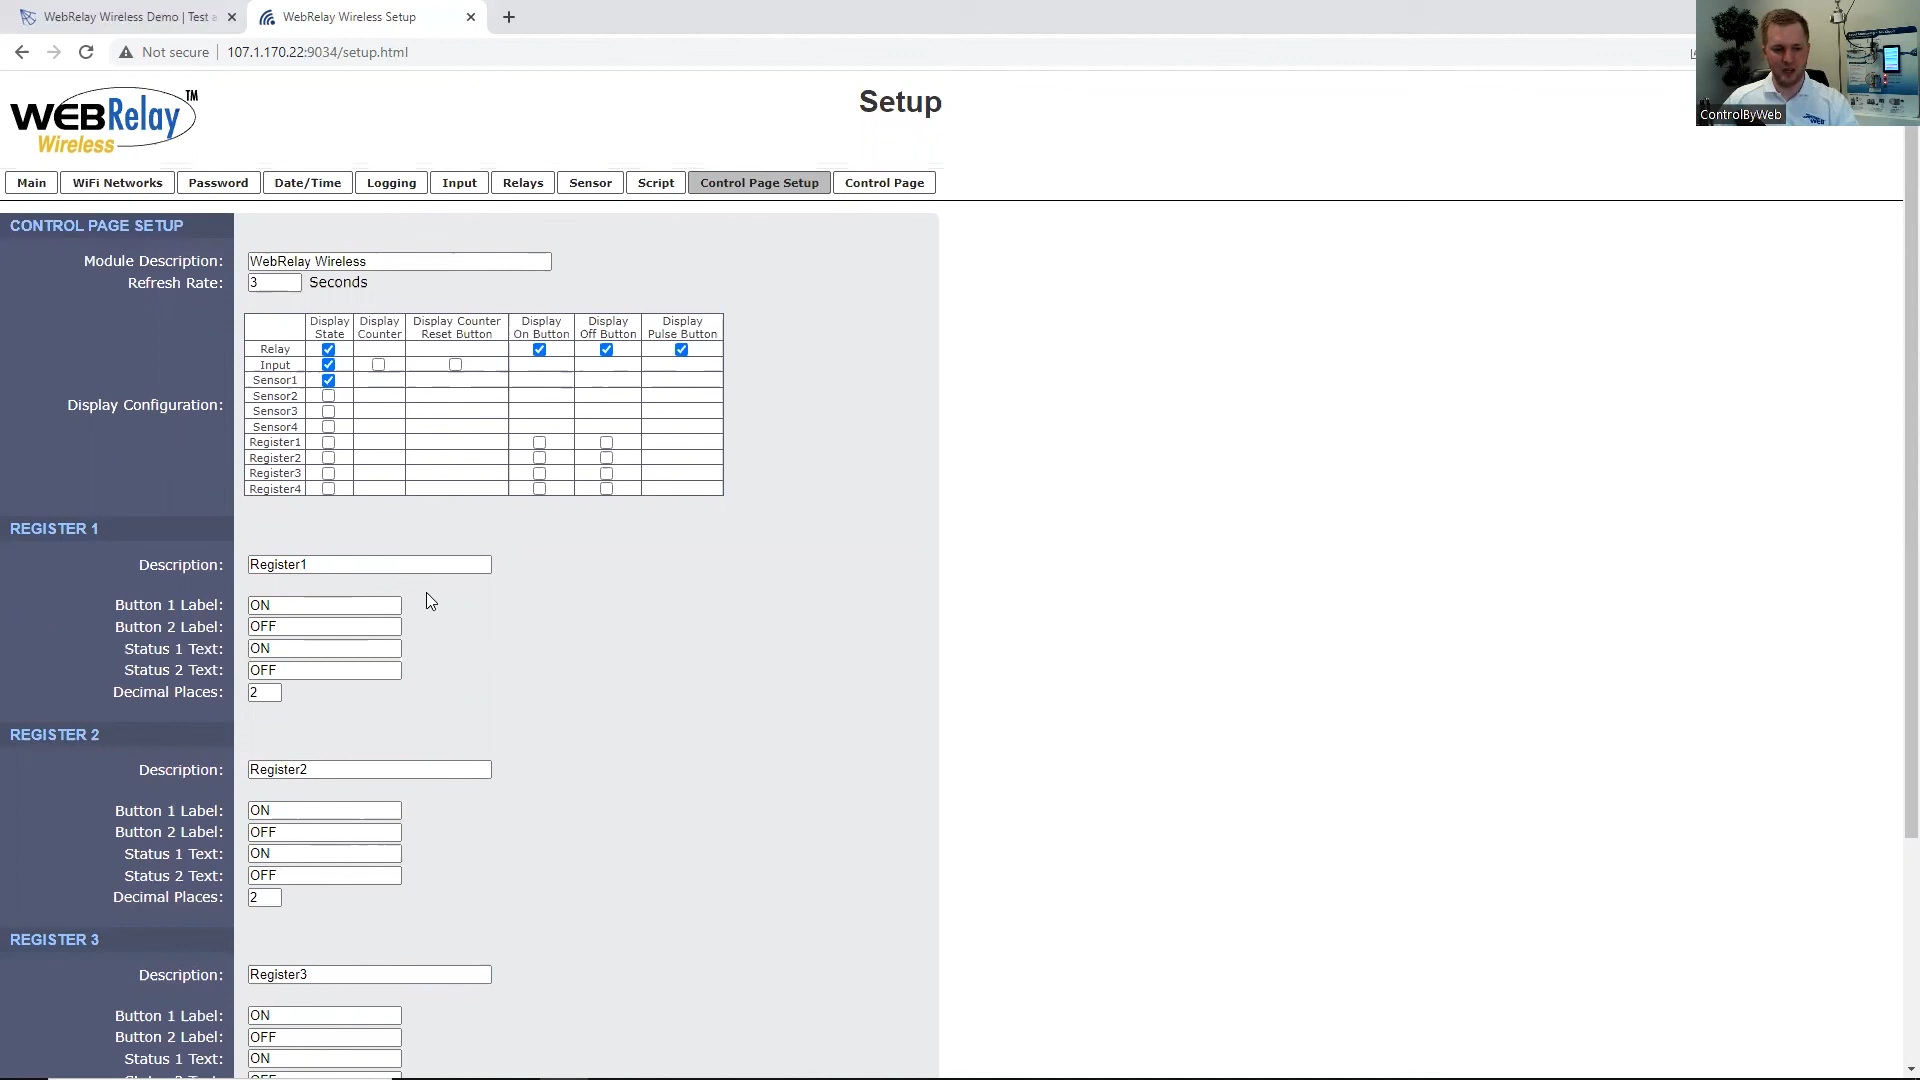 WebRelay Wireless Demo | Test a
WebRelay Wireless Setup
Not secure 107.1.170.22:9034/setup.html
ControlByWeb
WEBRelay™
Wireless
Setup
Main WiFi Networks Password Date/Time Logging Input Relays Sensor Script Control Page Setup Control Page
CONTROL PAGE SETUP
Module Description: WebRelay Wireless
Refresh Rate: 3 Seconds
Display Configuration:
Display State Display Counter Display Counter Reset Button Display On Button Display Off Button Display Pulse Button
Relay
Input
Sensor1
Sensor2
Sensor3
Sensor4
Register1
Register2
Register3
Register4
REGISTER 1
Description: Register1
Button 1 Label: ON
Button 2 Label: OFF
Status 1 Text: ON
Status 2 Text: OFF
Decimal Places: 2
REGISTER 2
Description: Register2
Button 1 Label: ON
Button 2 Label: OFF
Status 1 Text: ON
Status 2 Text: OFF
Decimal Places: 2
REGISTER 3
Description: Register3
Button 1 Label: ON
Button 2 Label: OFF
Status 1 Text: ON